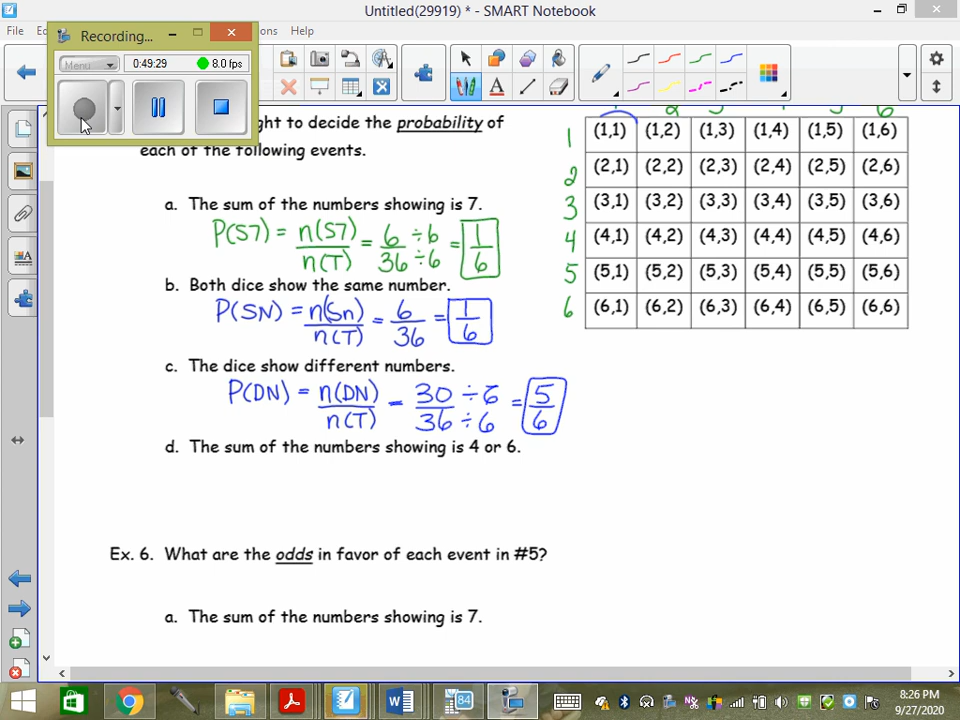 Untitled(29919) * - SMART Notebook
File
ons Help
Recording...
Menu
0:49:29
8.0 fps
ght to decide the probability of
each of the following events.
a. The sum of the numbers showing is 7.
P(S7) = n(S7)/n(T) = 6÷6/36÷6 = 1/6
b. Both dice show the same number.
P(SN) = n(Sn)/n(T) = 6/36 = 1/6
c. The dice show different numbers.
P(DN) = n(DN)/n(T) = 30÷6/36÷6 = 5/6
d. The sum of the numbers showing is 4 or 6.
Ex. 6. What are the odds in favor of each event in #5?
a. The sum of the numbers showing is 7.
1 (1,1) (1,2) (1,3) (1,4) (1,5) (1,6)
2 (2,1) (2,2) (2,3) (2,4) (2,5) (2,6)
3 (3,1) (3,2) (3,3) (3,4) (3,5) (3,6)
4 (4,1) (4,2) (4,3) (4,4) (4,5) (4,6)
5 (5,1) (5,2) (5,3) (5,4) (5,5) (5,6)
6 (6,1) (6,2) (6,3) (6,4) (6,5) (6,6)
84
8:26 PM
9/27/2020